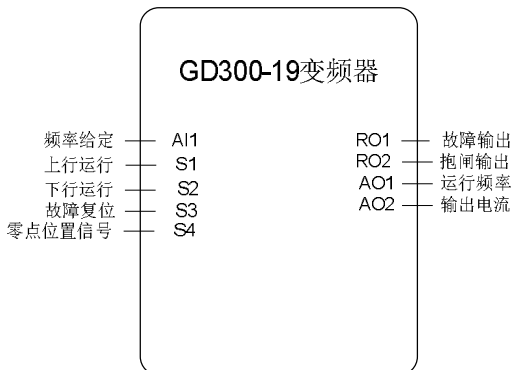 GD300-19变频器
频率给定 AI1 RO1 故障输出
上行运行 S1 RO2 抱闸输出
下行运行 S2 AO1 运行频率
故障复位 S3 AO2 输出电流
零点位置信号 S4